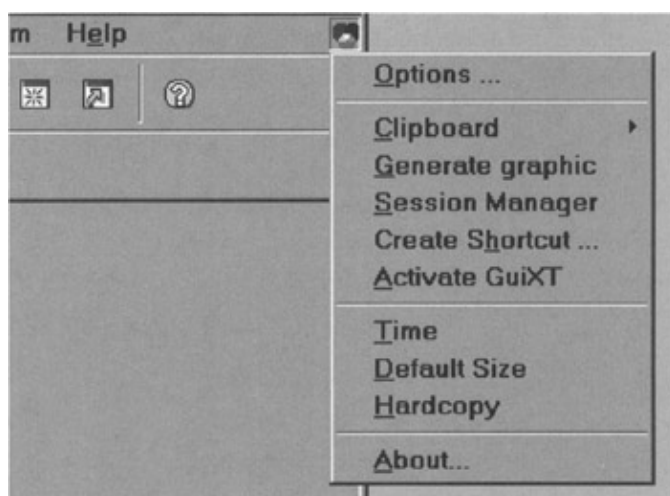 m Help
Options ...
Clipboard
Generate graphic
Session Manager
Create Shortcut ...
Activate GuiXT
Time
Default Size
Hardcopy
About...